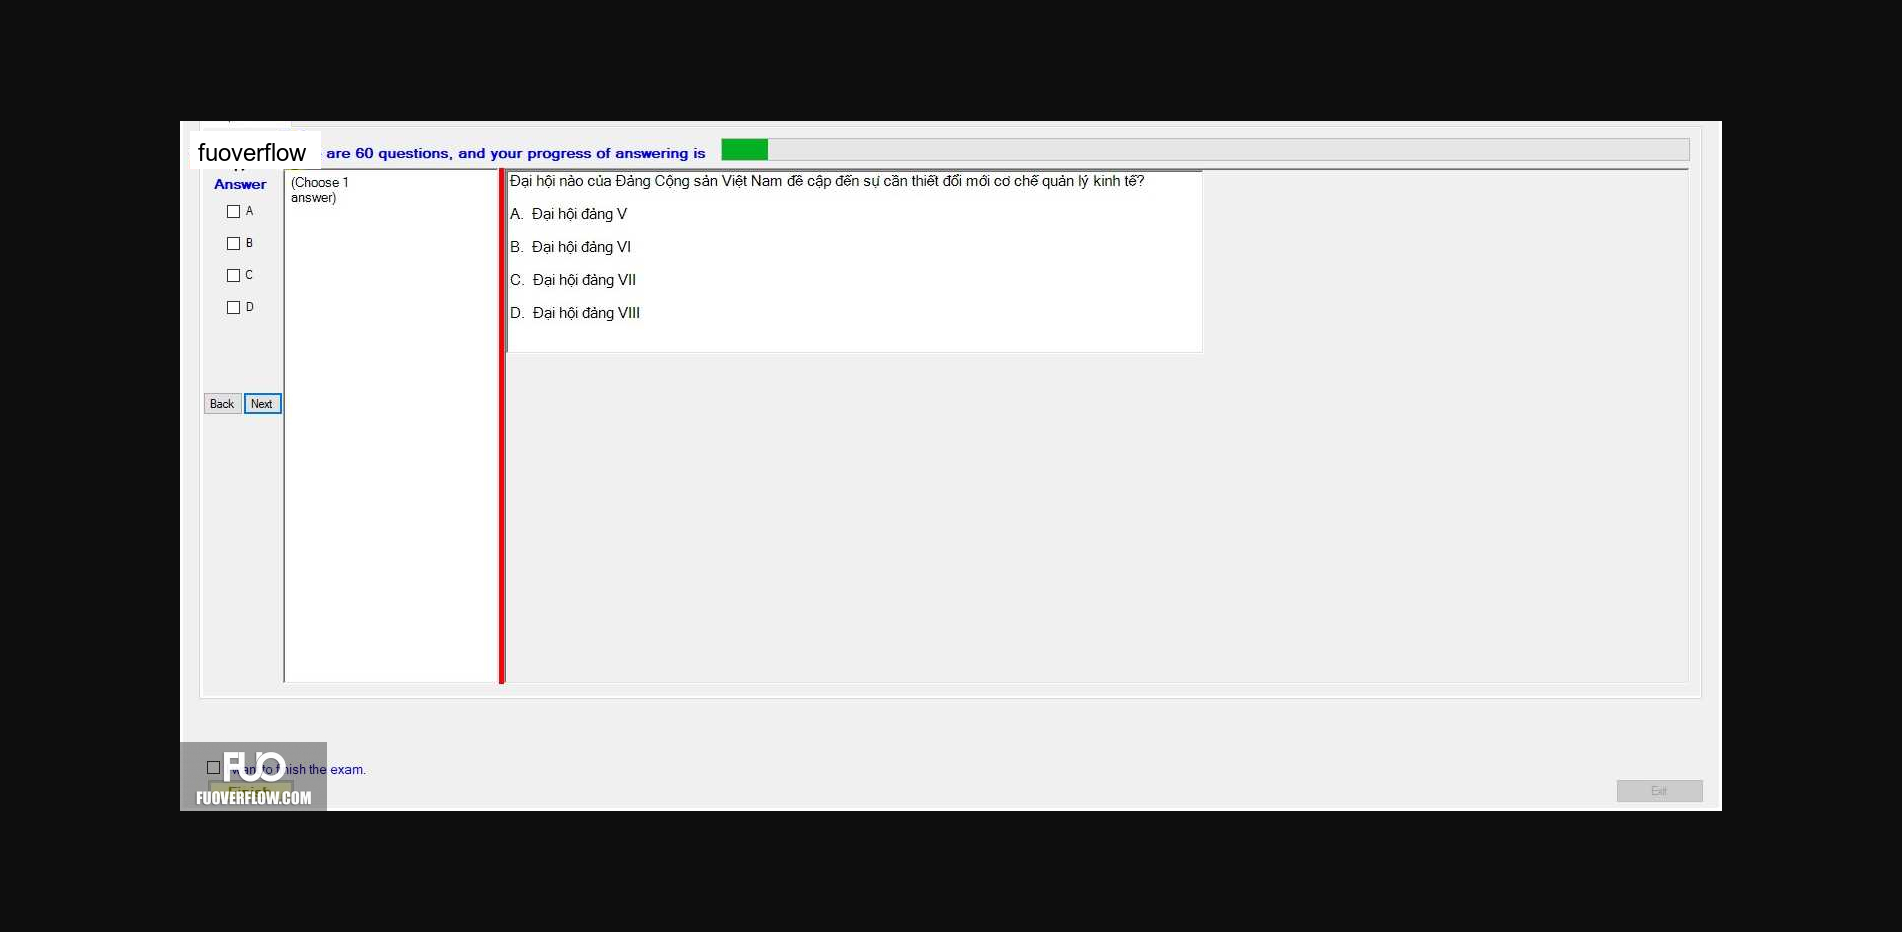 fuoverflow are 60 questions, and your progress of answering is
Answer
(Choose 1
answer)
A
B
C
D
Back Next
Đại hội nào của Đảng Cộng sản Việt Nam đề cập đến sự cần thiết đổi mới cơ chế quản lý kinh tế?
A. Đại hội đảng V
B. Đại hội đảng VI
C. Đại hội đảng VII
D. Đại hội đảng VIII
FUO
want to finish the exam.
Finish
FUOVERFLOW.COM
Exit